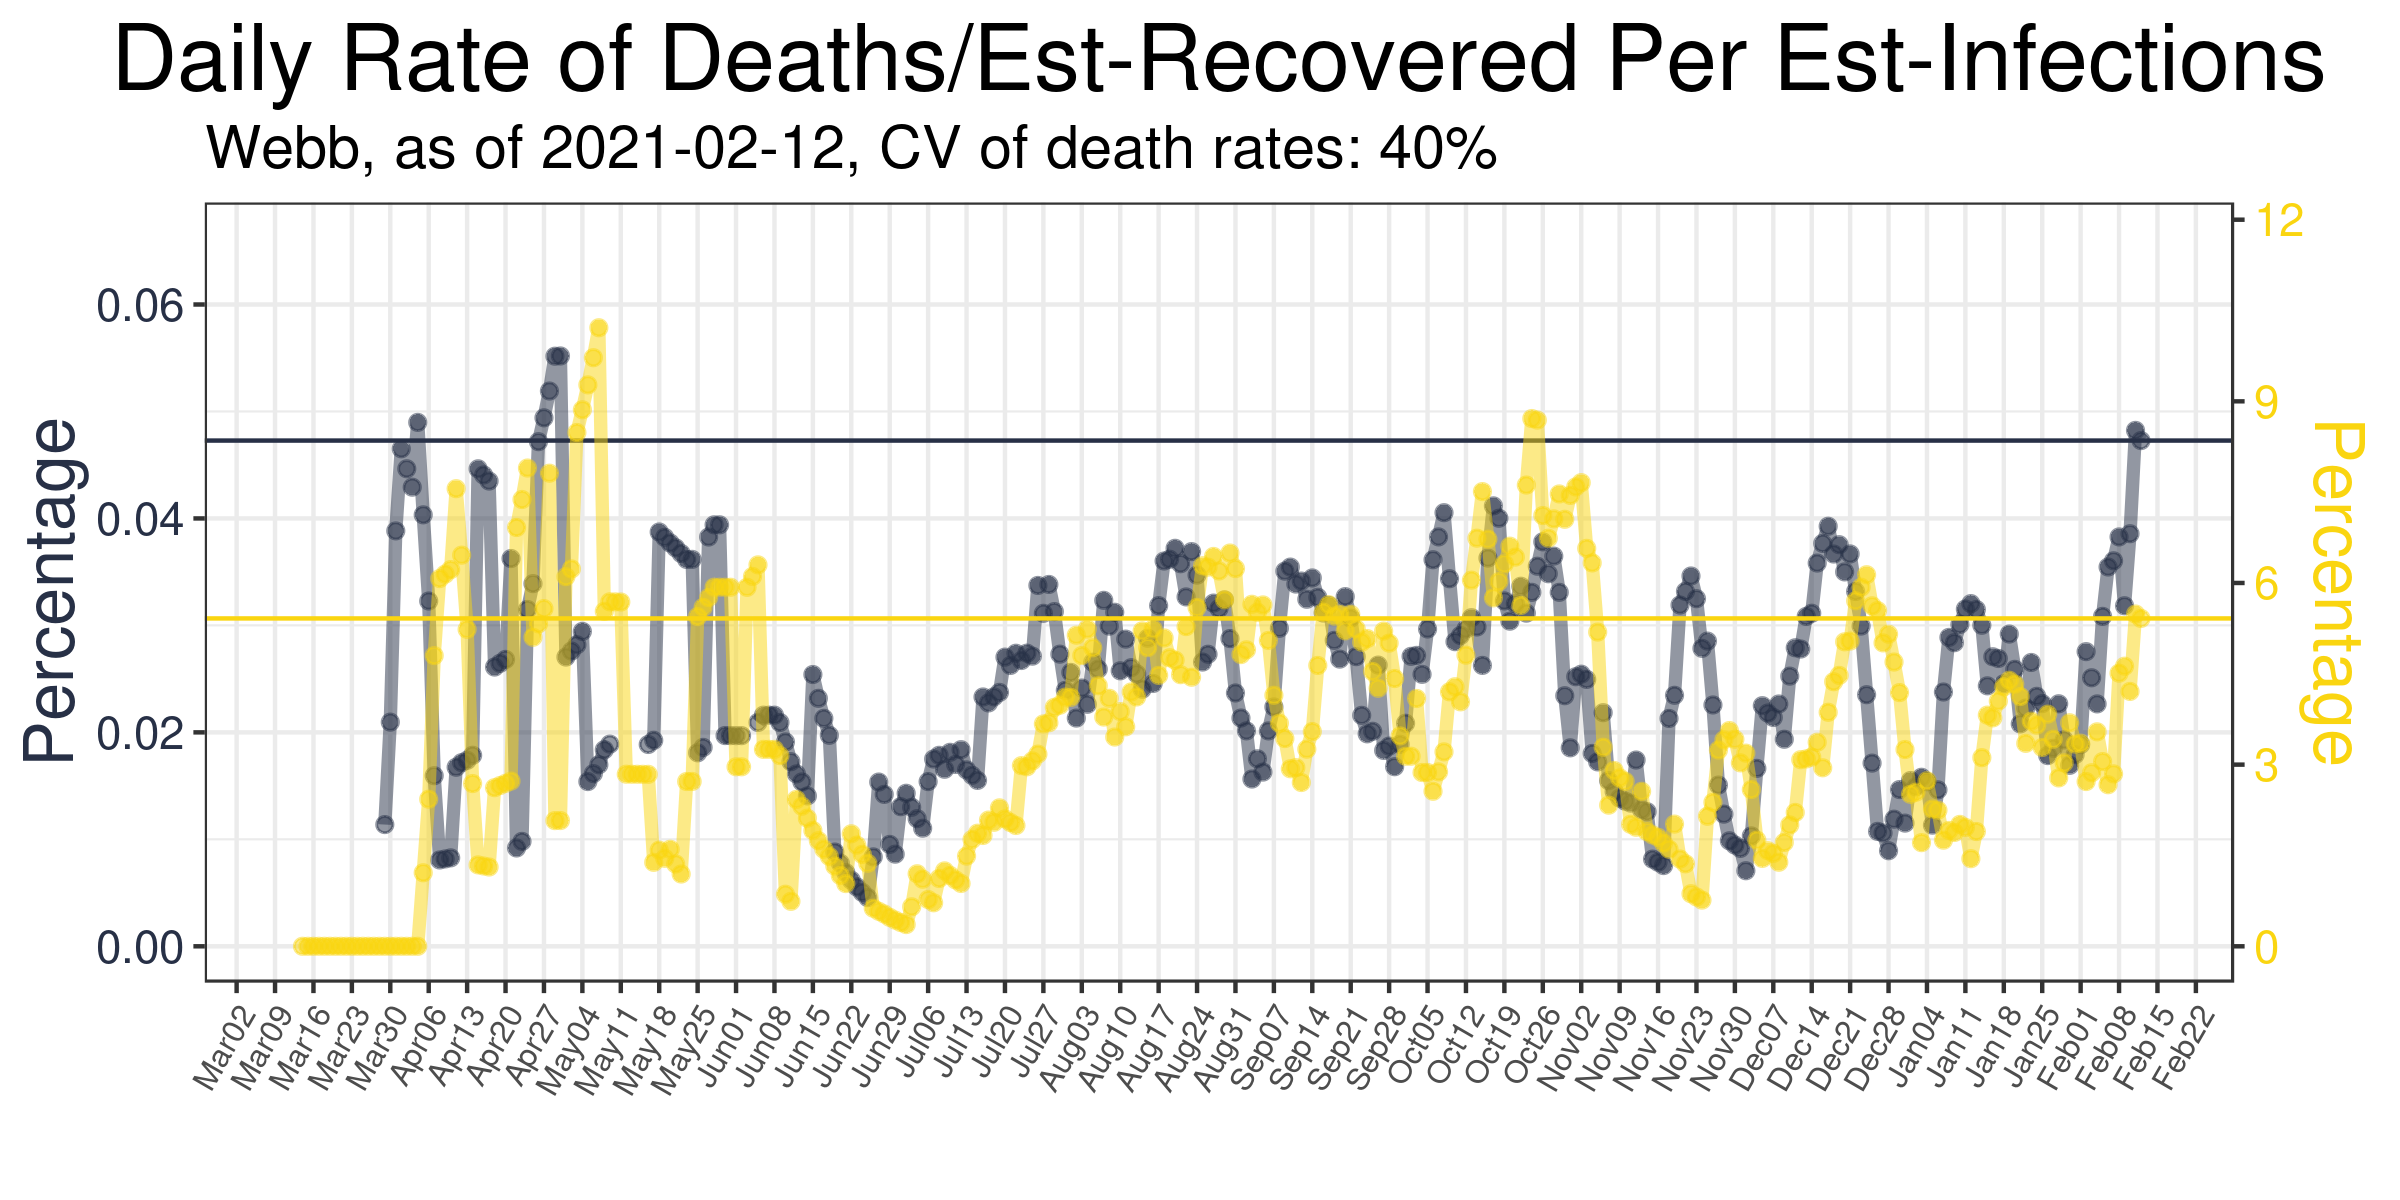 Daily Rate of Deaths/Est-Recovered Per Est-Infections
Webb, as of 2021-02-12, CV of death rates: 40%
Percentage
0.06
0.04
0.02
0.00
12
9
6
3
0
Percentage
Mar02
Mar09
Mar16
Mar23
Mar30
Apr06
Apr13
Apr20
Apr27
May04
May11
May18
May25
Jun01
Jun08
Jun15
Jun22
Jun29
Jul06
Jul13
Jul20
Jul27
Aug03
Aug10
Aug17
Aug24
Aug31
Sep07
Sep14
Sep21
Sep28
Oct05
Oct12
Oct19
Oct26
Nov02
Nov09
Nov16
Nov23
Nov30
Dec07
Dec14
Dec21
Dec28
Jan04
Jan11
Jan18
Jan25
Feb01
Feb08
Feb15
Feb22